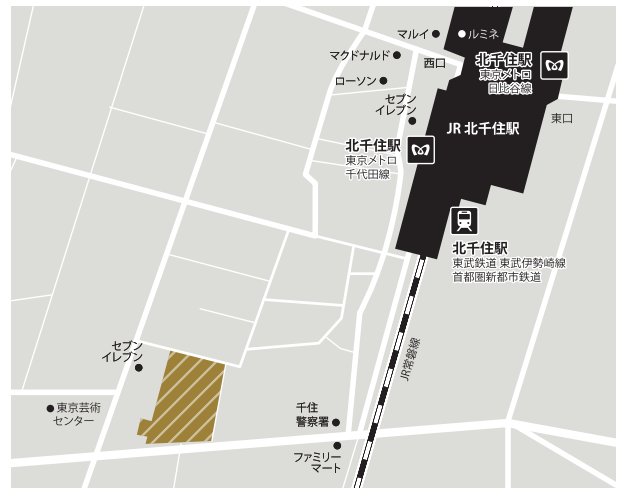 マルイ
ルミネ
マクドナルド
西口
北千住駅
東京メトロ
日比谷線
ローソン
セブン
イレブン
東口
JR 北千住駅
北千住駅
東京メトロ
千代田線
北千住駅
東武鉄道 東武伊勢崎線
首都圏新都市鉄道
JR常磐線
セブン
イレブン
東京芸術
センター
千住
警察署
ファミリー
マート